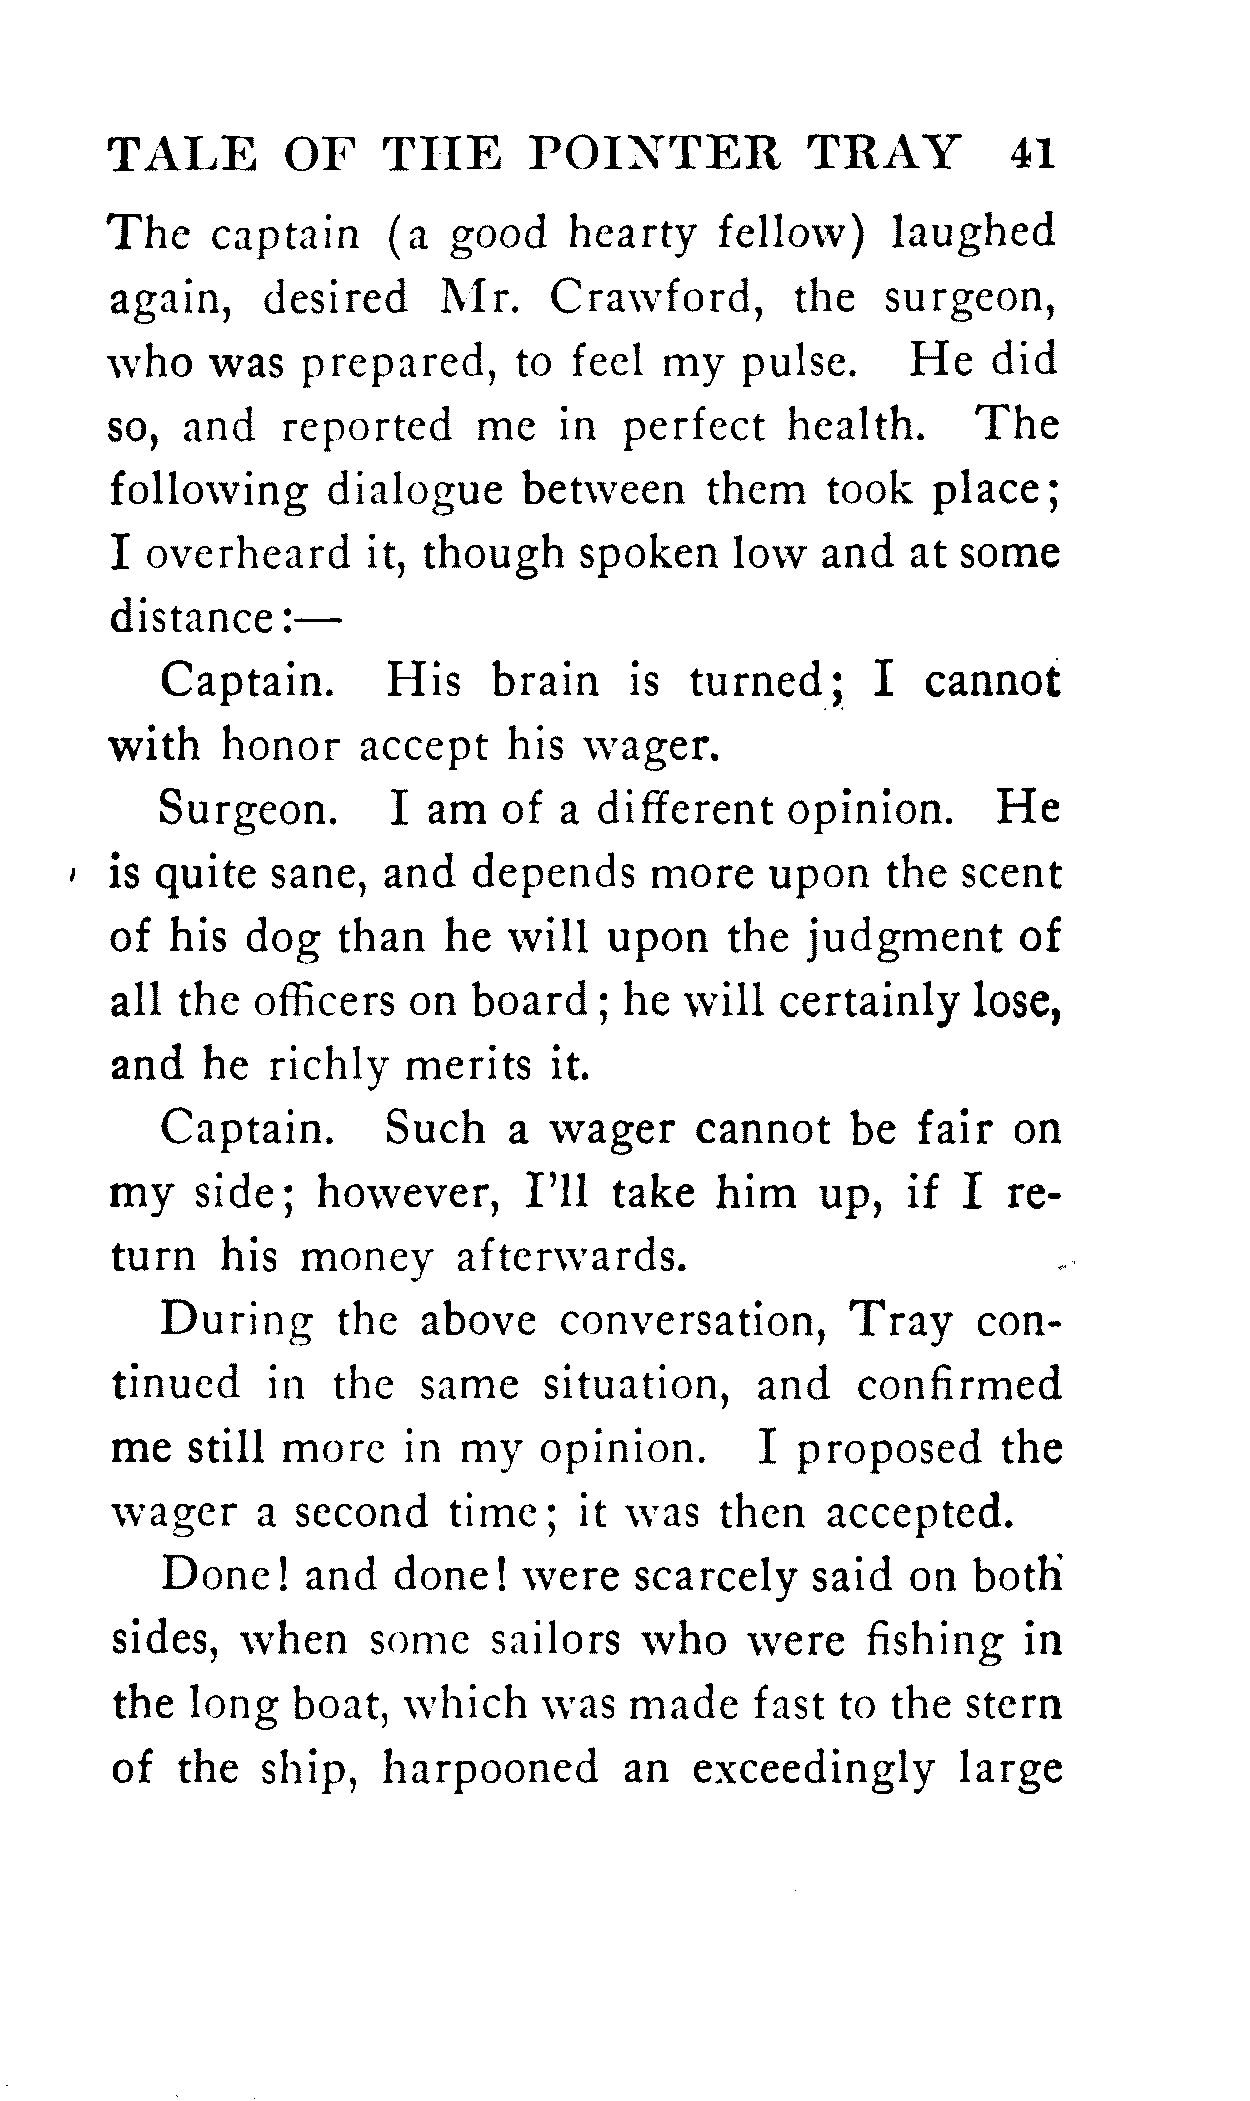 TALE OF THE POINTER TRAY 41
The captain (a good hearty fellow) laughed
again, desired Mr. Crawford, the surgeon,
who was prepared, to feel my pulse. He did
so, and reported me in perfect health. The
following dialogue between them took place;
I overheard it, though spoken low and at some
distance:—
Captain. His brain is turned; I cannot
with honor accept his wager.
Surgeon. I am of a different opinion. He
is quite sane, and depends more upon the scent
of his dog than he will upon the judgment of
all the officers on board; he will certainly lose,
and he richly merits it.
Captain. Such a wager cannot be fair on
my side; however, I'll take him up, if I re-
turn his money afterwards.
During the above conversation, Tray con-
tinued in the same situation, and confirmed
me still more in my opinion. I proposed the
wager a second time; it was then accepted.
Done! and done! were scarcely said on both
sides, when some sailors who were fishing in
the long boat, which was made fast to the stern
of the ship, harpooned an exceedingly large